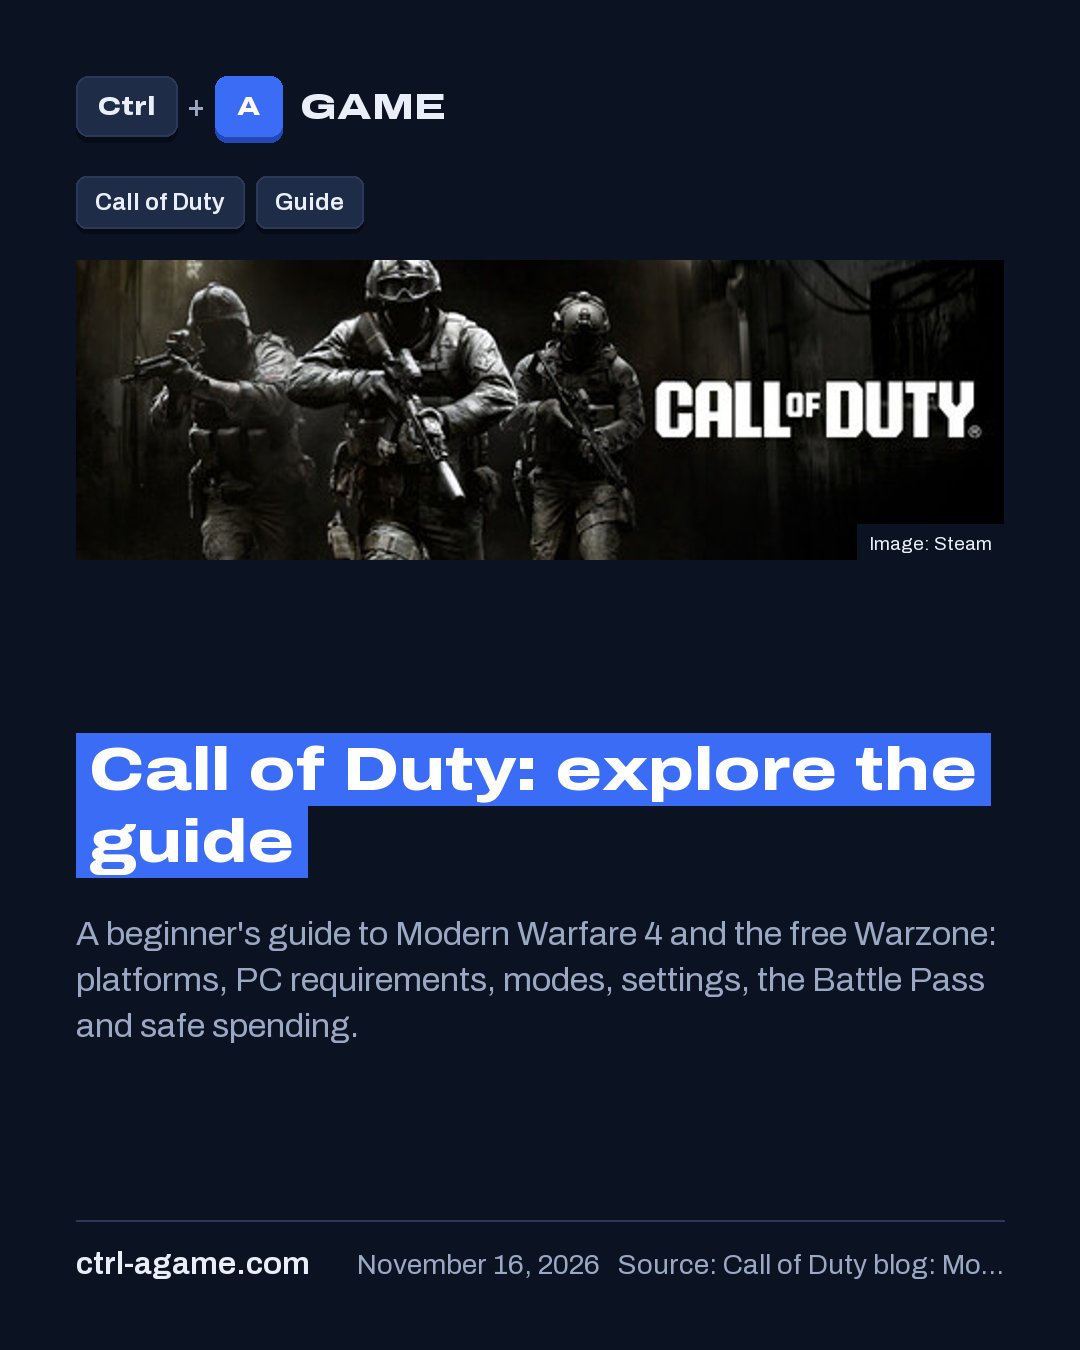 Ctrl + A GAME
Call of Duty Guide
CALL OF DUTY®
Image: Steam
Call of Duty: explore the
guide
A beginner's guide to Modern Warfare 4 and the free Warzone:
platforms, PC requirements, modes, settings, the Battle Pass
and safe spending.
ctrl-agame.com November 16, 2026 Source: Call of Duty blog: Mo...